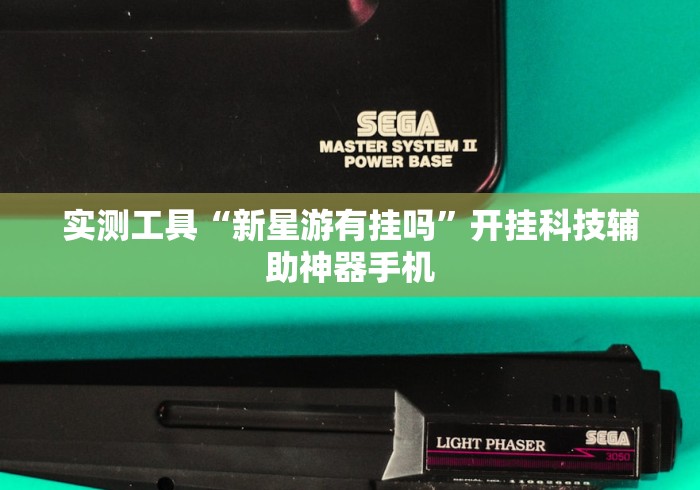 SEGA
MASTER SYSTEM II
POWER BASE
实测工具“新星游有挂吗”开挂科技辅
助神器手机
LIGHT PHASER
SEGA
3050